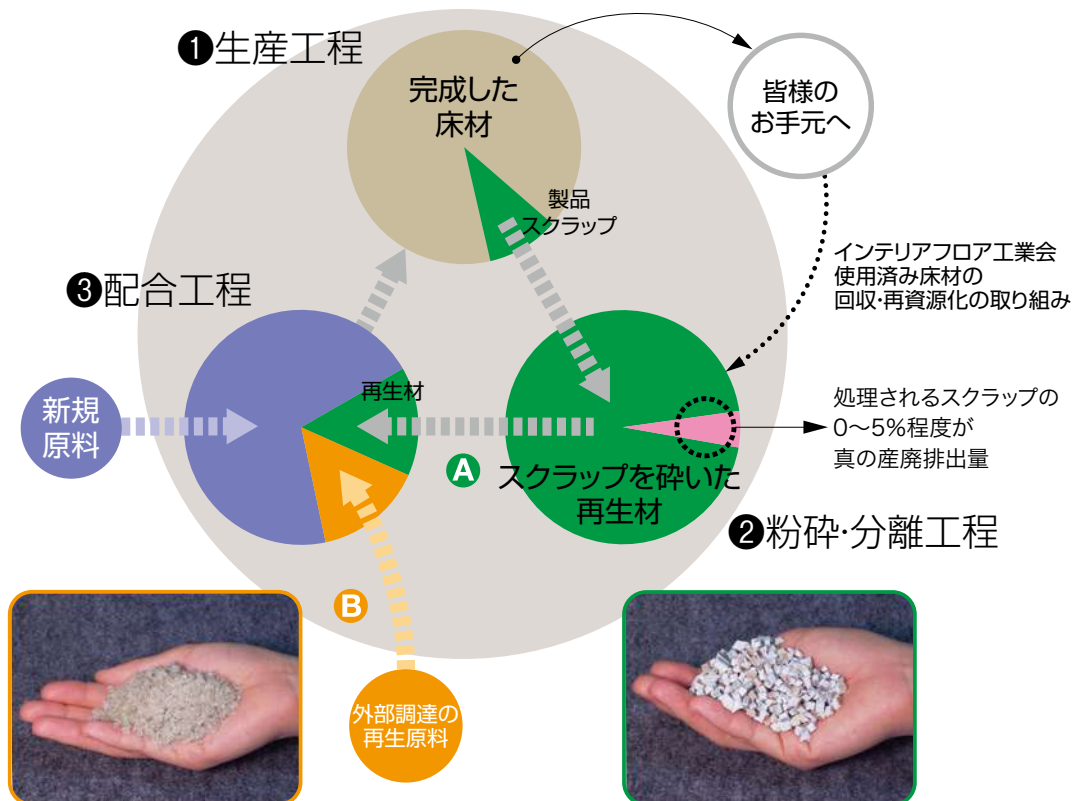 ❶生産工程
完成した
床材
皆様の
お手元へ
製品
スクラップ
インテリアフロア工業会
使用済み床材の
回収・再資源化の取り組み
❸配合工程
新規
原料
再生材
A
スクラップを砕いた
再生材
処理されるスクラップの
0〜5%程度が
真の産廃排出量
❷粉砕・分離工程
B
外部調達の
再生原料